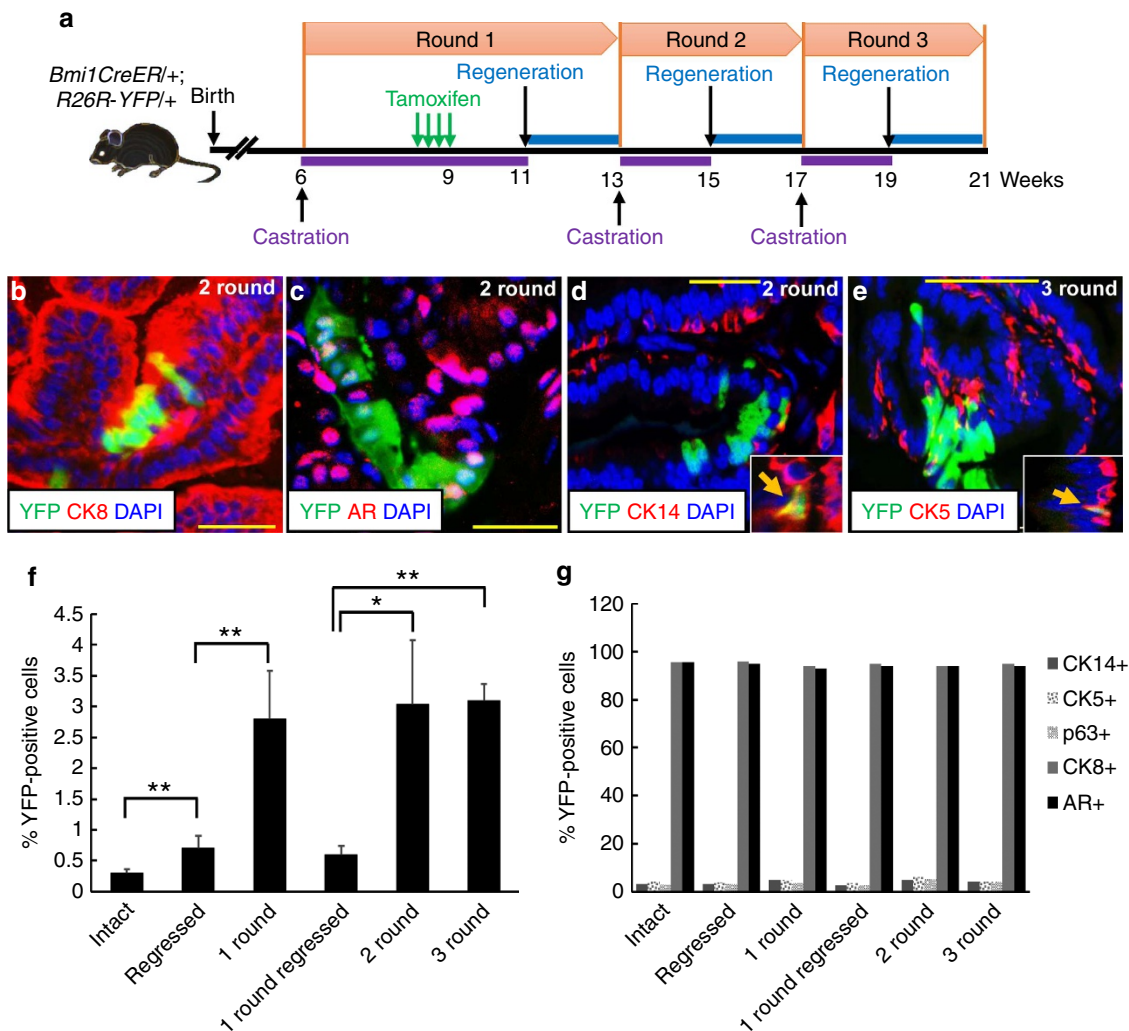 a
Round 1
Round 2
Round 3
Bmi1CreER/+;
R26R-YFP/+
Birth
Tamoxifen
Regeneration
Regeneration
Regeneration
6
9
11
13
15
17
19
21
Weeks
Castration
Castration
Castration
b
2 round
YFP CK8 DAPI
c
2 round
YFP AR DAPI
d
2 round
YFP CK14 DAPI
e
3 round
YFP CK5 DAPI
f
% YFP-positive cells
4.5
4
3.5
3
2.5
2
1.5
1
0.5
0
**
**
*
**
Intact
Regressed
1 round
1 round regressed
2 round
3 round
g
% YFP-positive cells
120
100
80
60
40
20
0
Intact
Regressed
1 round
1 round regressed
2 round
3 round
CK14+
CK5+
p63+
CK8+
AR+